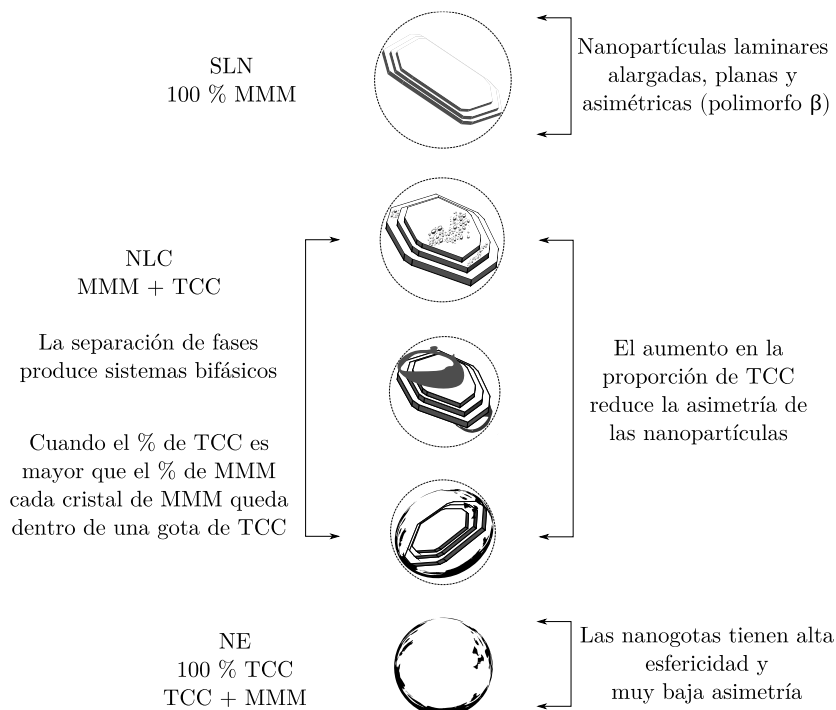 SLN
100 % MMM
Nanopartículas laminares
alargadas, planas y
asimétricas (polimorfo β)
NLC
MMM + TCC
La separación de fases
produce sistemas bifásicos
Cuando el % de TCC es
mayor que el % de MMM
cada cristal de MMM queda
dentro de una gota de TCC
El aumento en la
proporción de TCC
reduce la asimetría de
las nanopartículas
NE
100 % TCC
TCC + MMM
Las nanogotas tienen alta
esfericidad y
muy baja asimetría